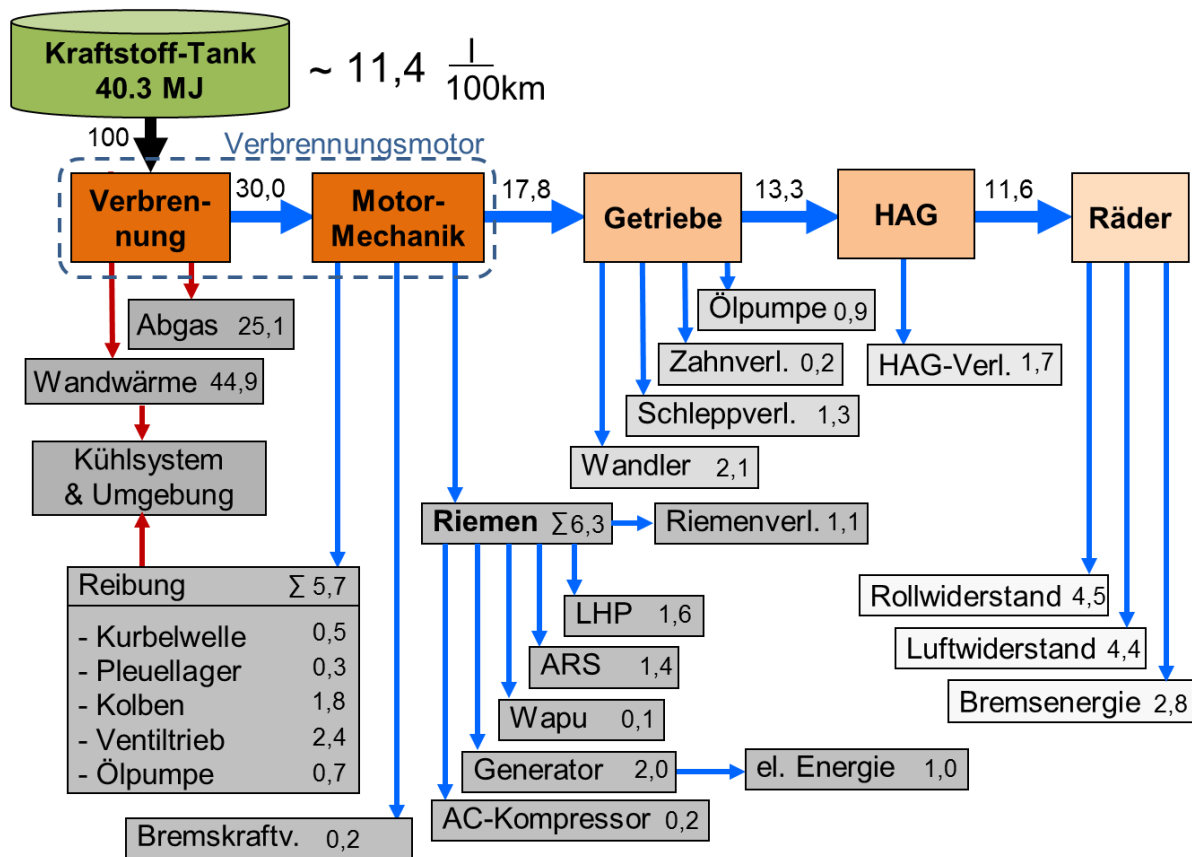 Kraftstoff-Tank
40.3 MJ
~ 11,4 l/100km
100
Verbrennungsmotor
Verbren-
nung
30,0
Motor-
Mechanik
17,8
Getriebe
13,3
HAG
11,6
Räder
Abgas 25,1
Wandwärme 44,9
Kühlsystem
& Umgebung
Ölpumpe 0,9
Zahnverl. 0,2
Schleppverl. 1,3
Wandler 2,1
HAG-Verl. 1,7
Riemen ∑6,3
Riemenverl. 1,1
Reibung ∑ 5,7
- Kurbelwelle 0,5
- Pleuellager 0,3
- Kolben 1,8
- Ventiltrieb 2,4
- Ölpumpe 0,7
Bremskraftv. 0,2
LHP 1,6
ARS 1,4
Wapu 0,1
Generator 2,0
el. Energie 1,0
AC-Kompressor 0,2
Rollwiderstand 4,5
Luftwiderstand 4,4
Bremsenergie 2,8